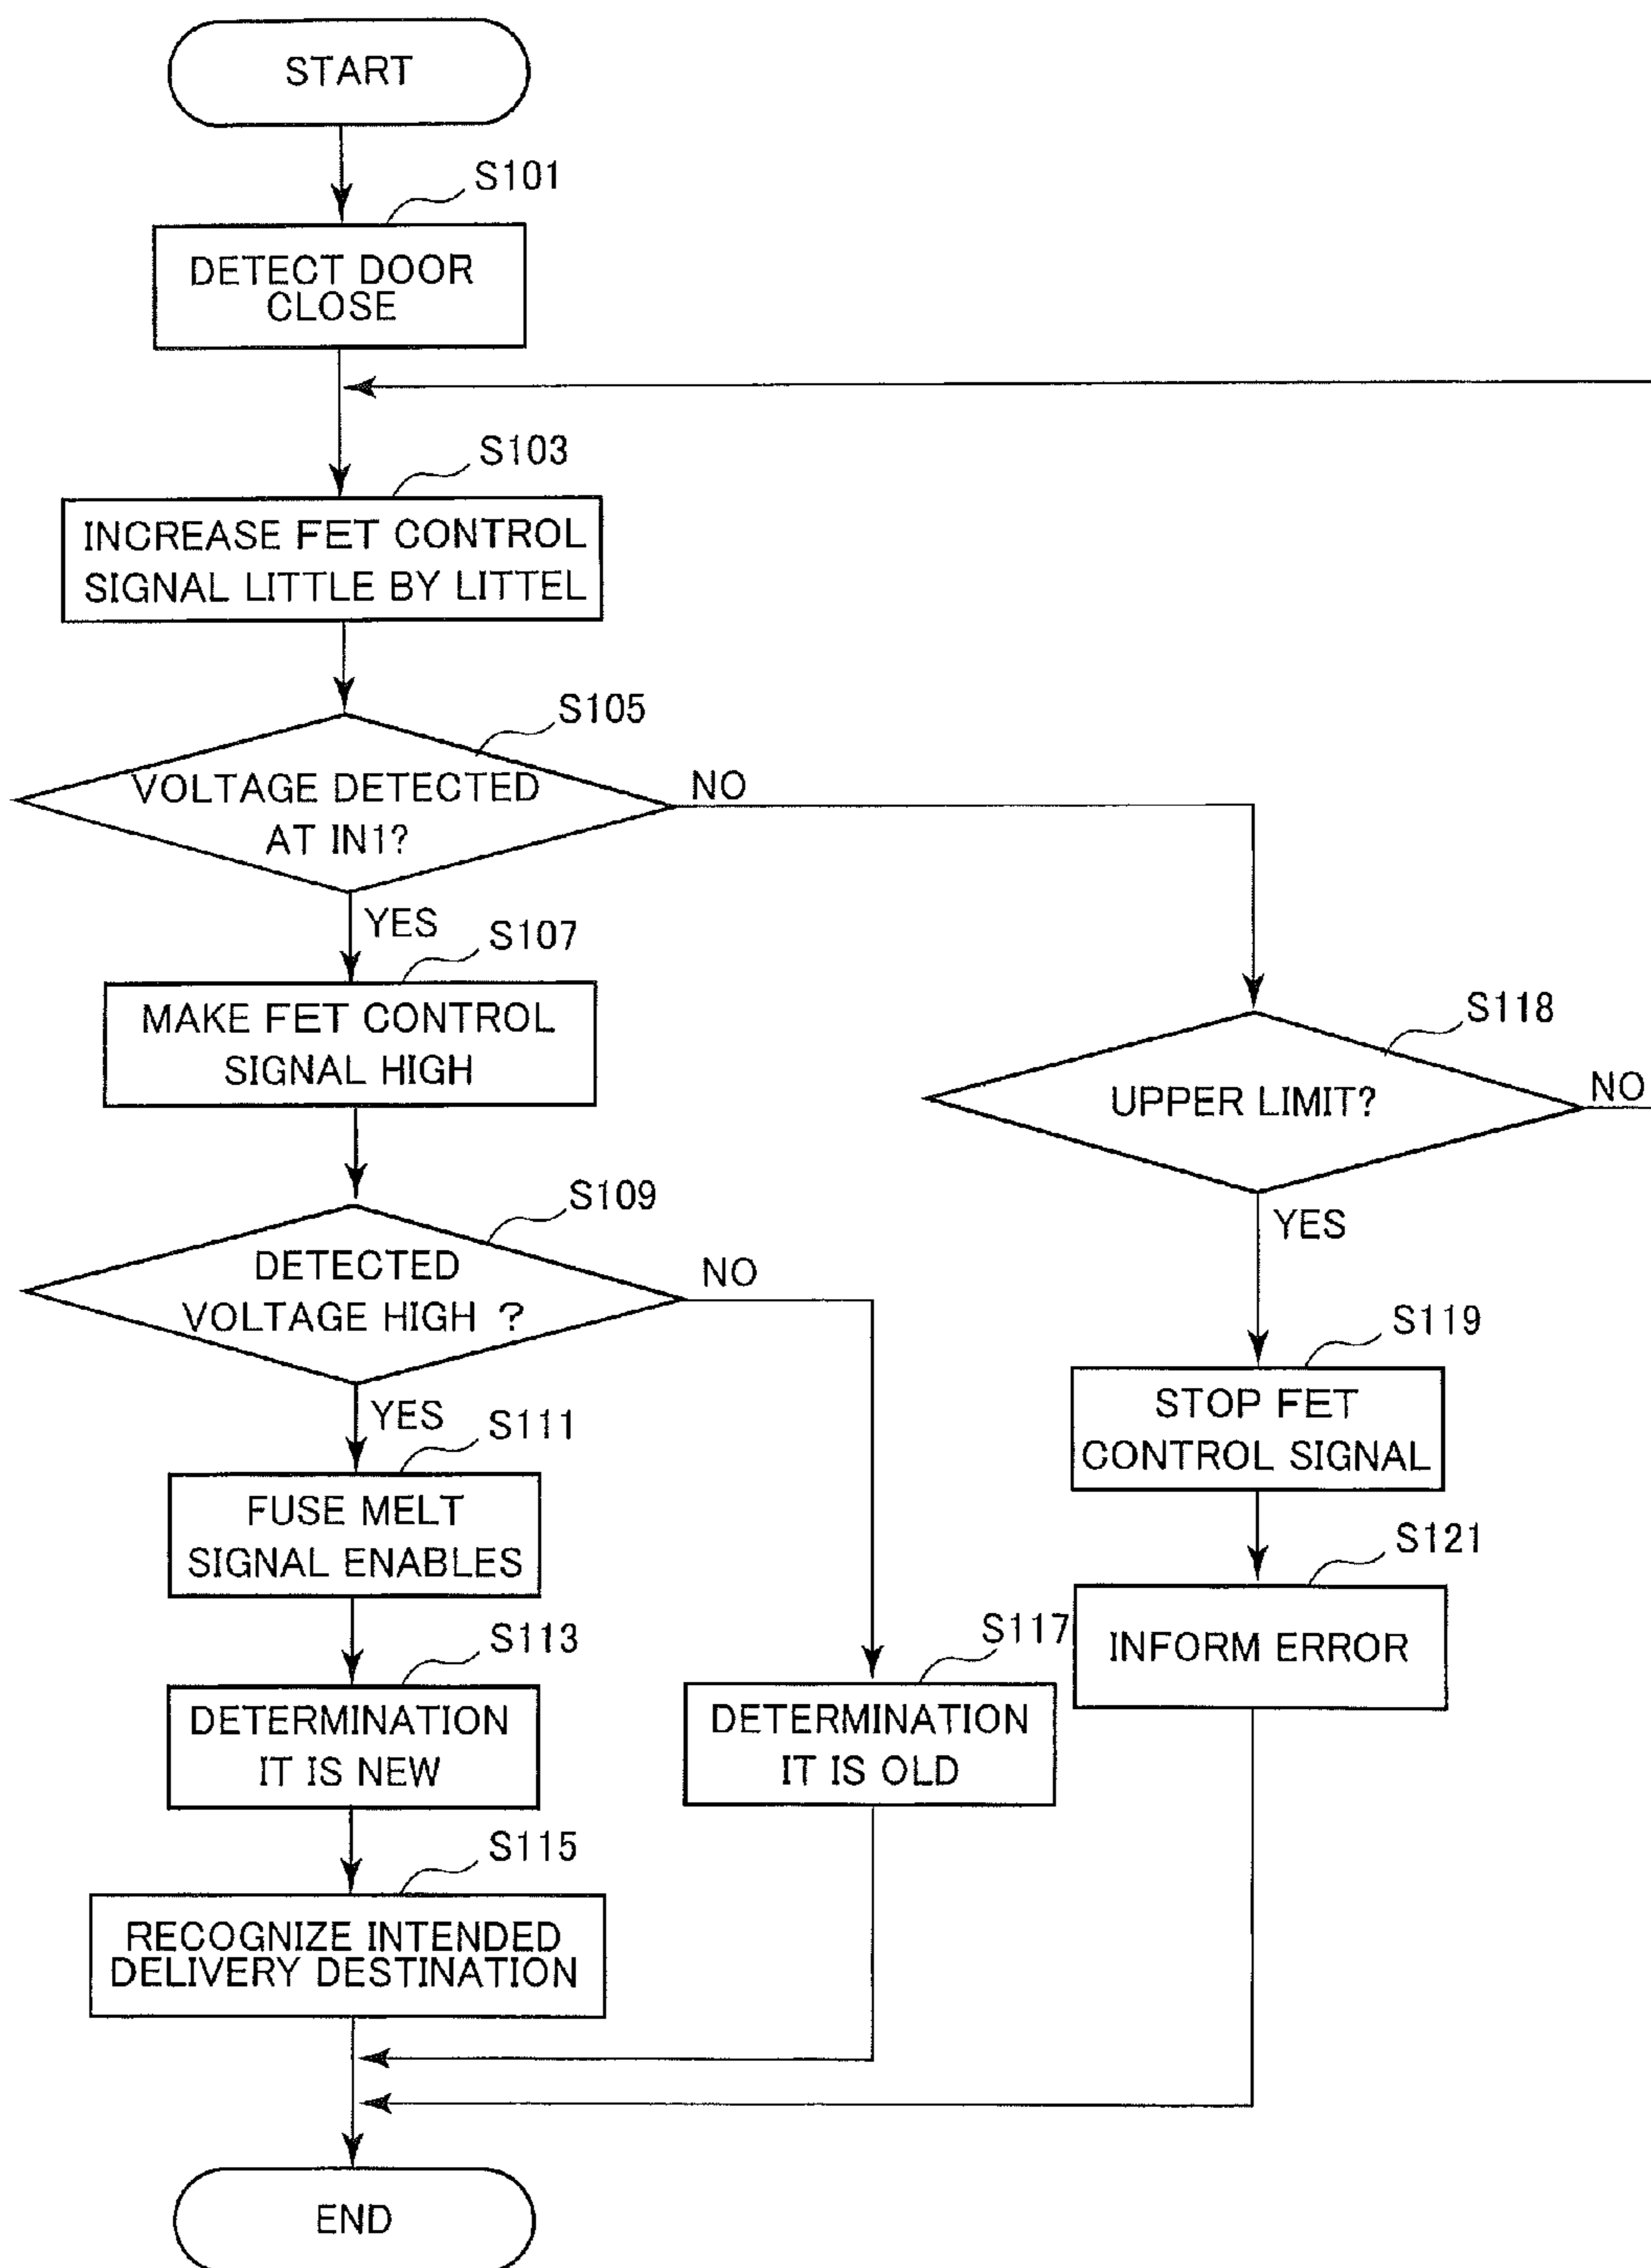 START
S101
DETECT DOOR
CLOSE
S103
INCREASE FET CONTROL
SIGNAL LITTLE BY LITTEL
S105
VOLTAGE DETECTED
AT IN1?
NO
YES
S107
MAKE FET CONTROL
SIGNAL HIGH
S118
UPPER LIMIT?
NO
YES
S109
DETECTED
VOLTAGE HIGH ?
NO
YES
S119
STOP FET
CONTROL SIGNAL
S111
FUSE MELT
SIGNAL ENABLES
S121
INFORM ERROR
S113
DETERMINATION
IT IS NEW
S117
DETERMINATION
IT IS OLD
S115
RECOGNIZE INTENDED
DELIVERY DESTINATION
END